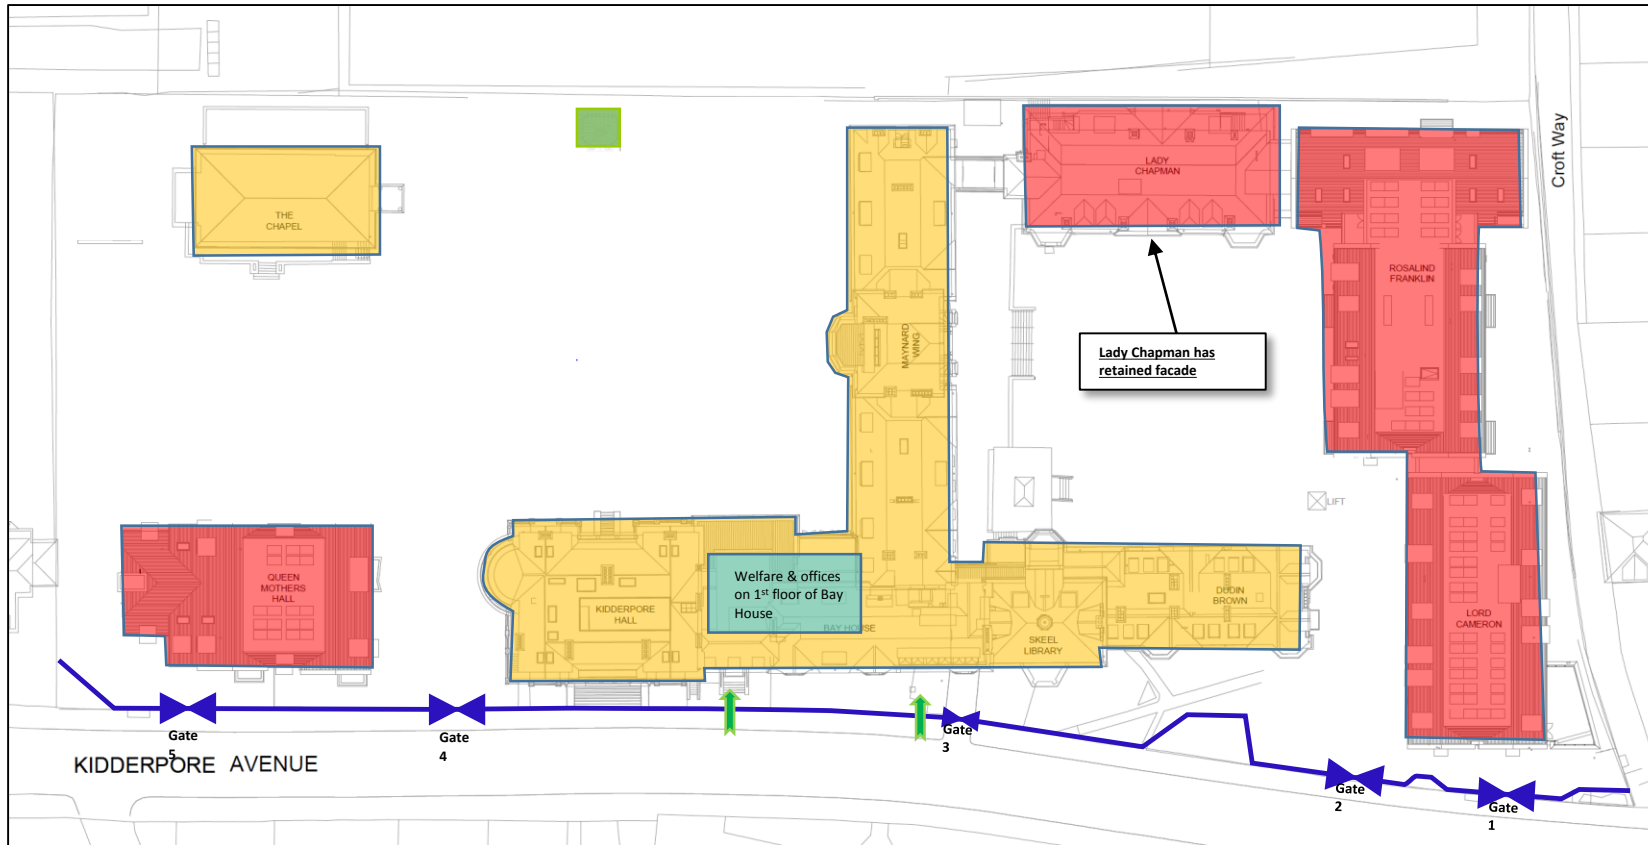 Croft Way
THE
CHAPEL
LADY
CHAPMAN
ROSALIND
FRANKLIN
MAYNARD
WING
Lady Chapman has
retained facade
LIFT
QUEEN
MOTHERS
HALL
KIDDERPORE
HALL
Welfare & offices
on 1st floor of Bay
House
BAY HOUSE
SKEEL
LIBRARY
DUDIN
BROWN
LORD
CAMERON
Gate
5
Gate
4
Gate
3
Gate
2
Gate
1
KIDDERPORE AVENUE